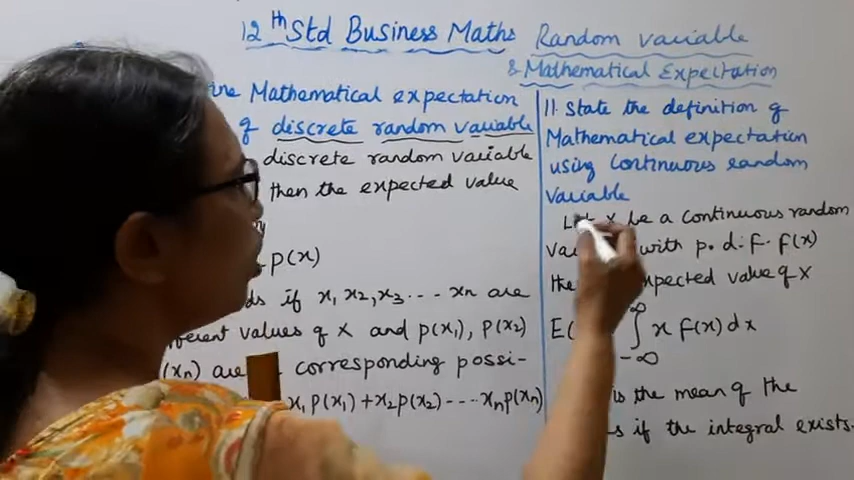 12th Std Business Maths
Random variable
& Mathematical Expectation
Mathematical expectation
of discrete random variable
discrete random variable
then the expected value
p(x)
if x1, x2, x3 .... xn are
values of X and p(x1), p(x2)
(xn) are corresponding possi-
x1 p(x1) + x2 p(x2) ---- xn p(xn)
11. State the definition of
Mathematical expectation
using Continuous random
Variable
Let X be a continuous random
with p.d.f. f(x)
expected value of X
E( ∫ x f(x) dx
∞
-∞
is the mean of the
if the integral exists.